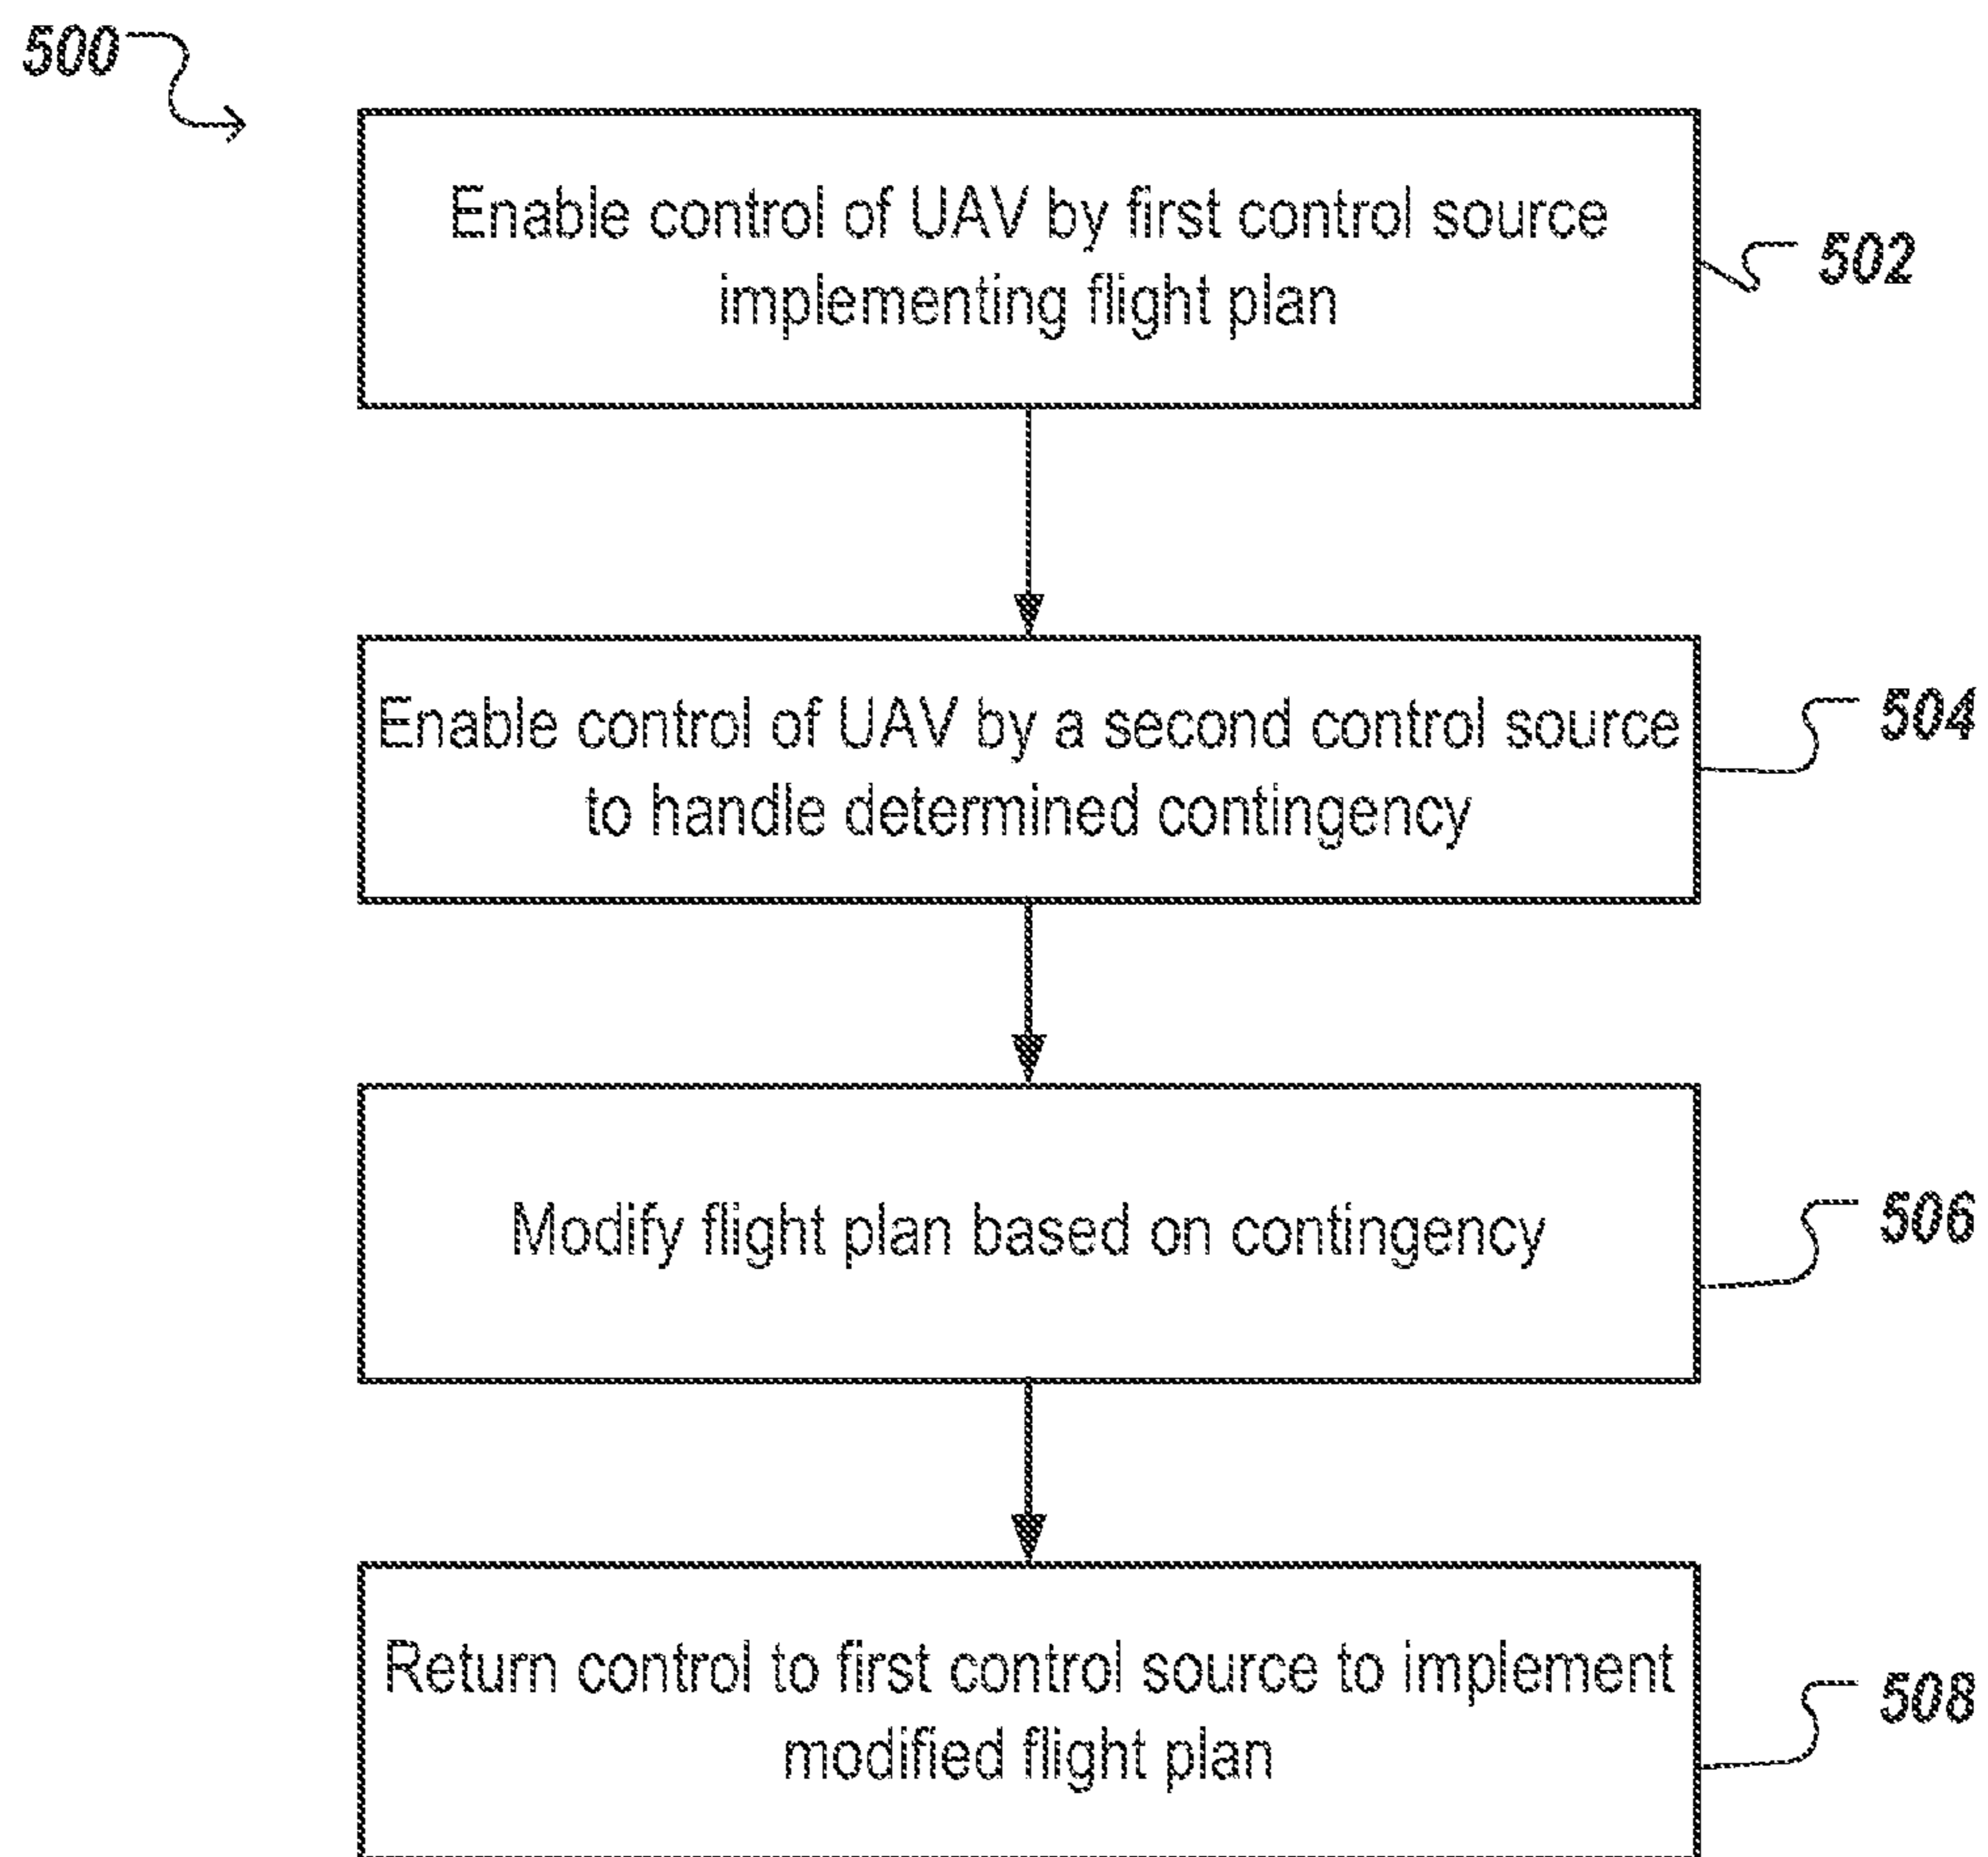 500
Enable control of UAV by first control source
implementing flight plan
502
Enable control of UAV by a second control source
to handle determined contingency
504
Modify flight plan based on contingency
506
Return control to first control source to implement
modified flight plan
508